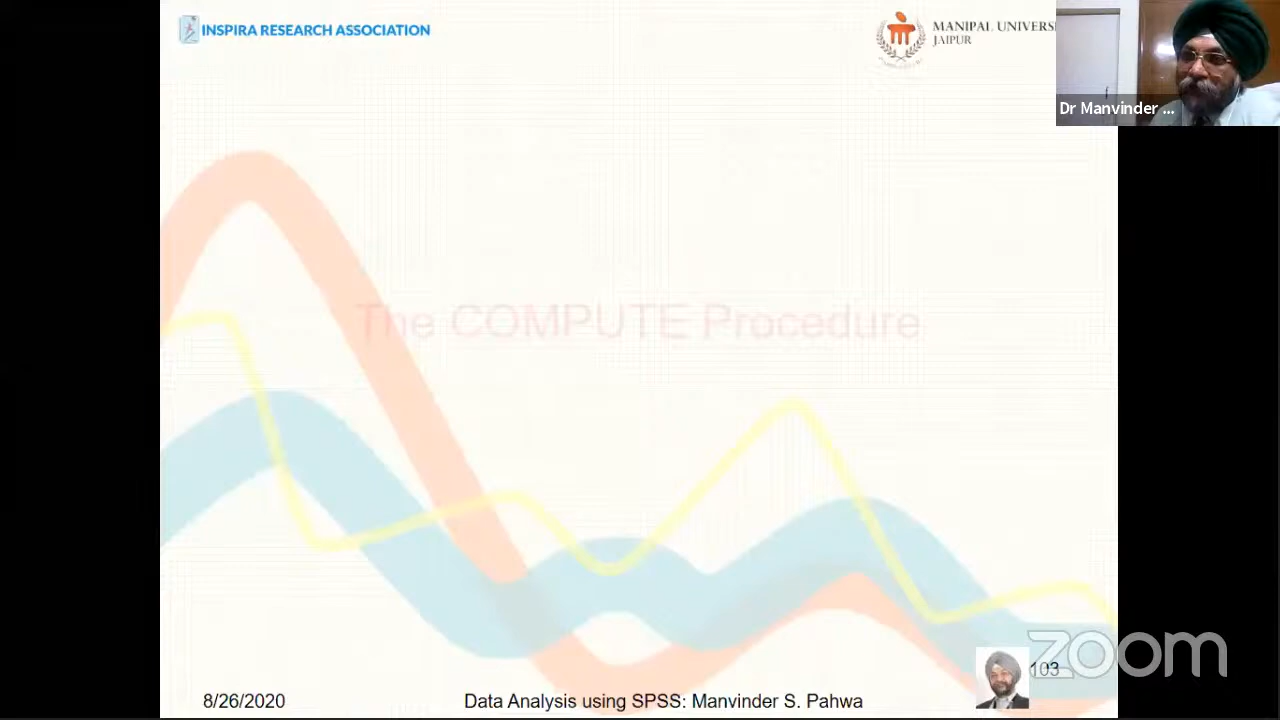 INSPIRA RESEARCH ASSOCIATION
MANIPAL UNIVERS
JAIPUR
Dr Manvinder ...
The COMPUTE Procedure
zoom
103
8/26/2020
Data Analysis using SPSS: Manvinder S. Pahwa